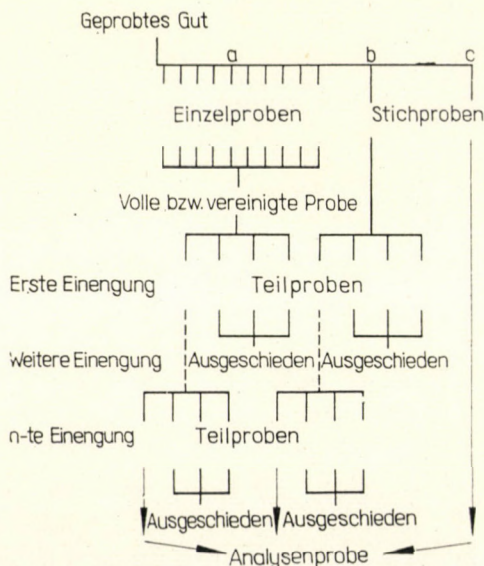 Geprobtes Gut
a b c
Einzelproben Stichproben
Volle bzw. vereinigte Probe
Erste Einengung Teilproben
Weitere Einengung Ausgeschieden Ausgeschieden
n-te Einengung Teilproben
Ausgeschieden Ausgeschieden
Analysenprobe